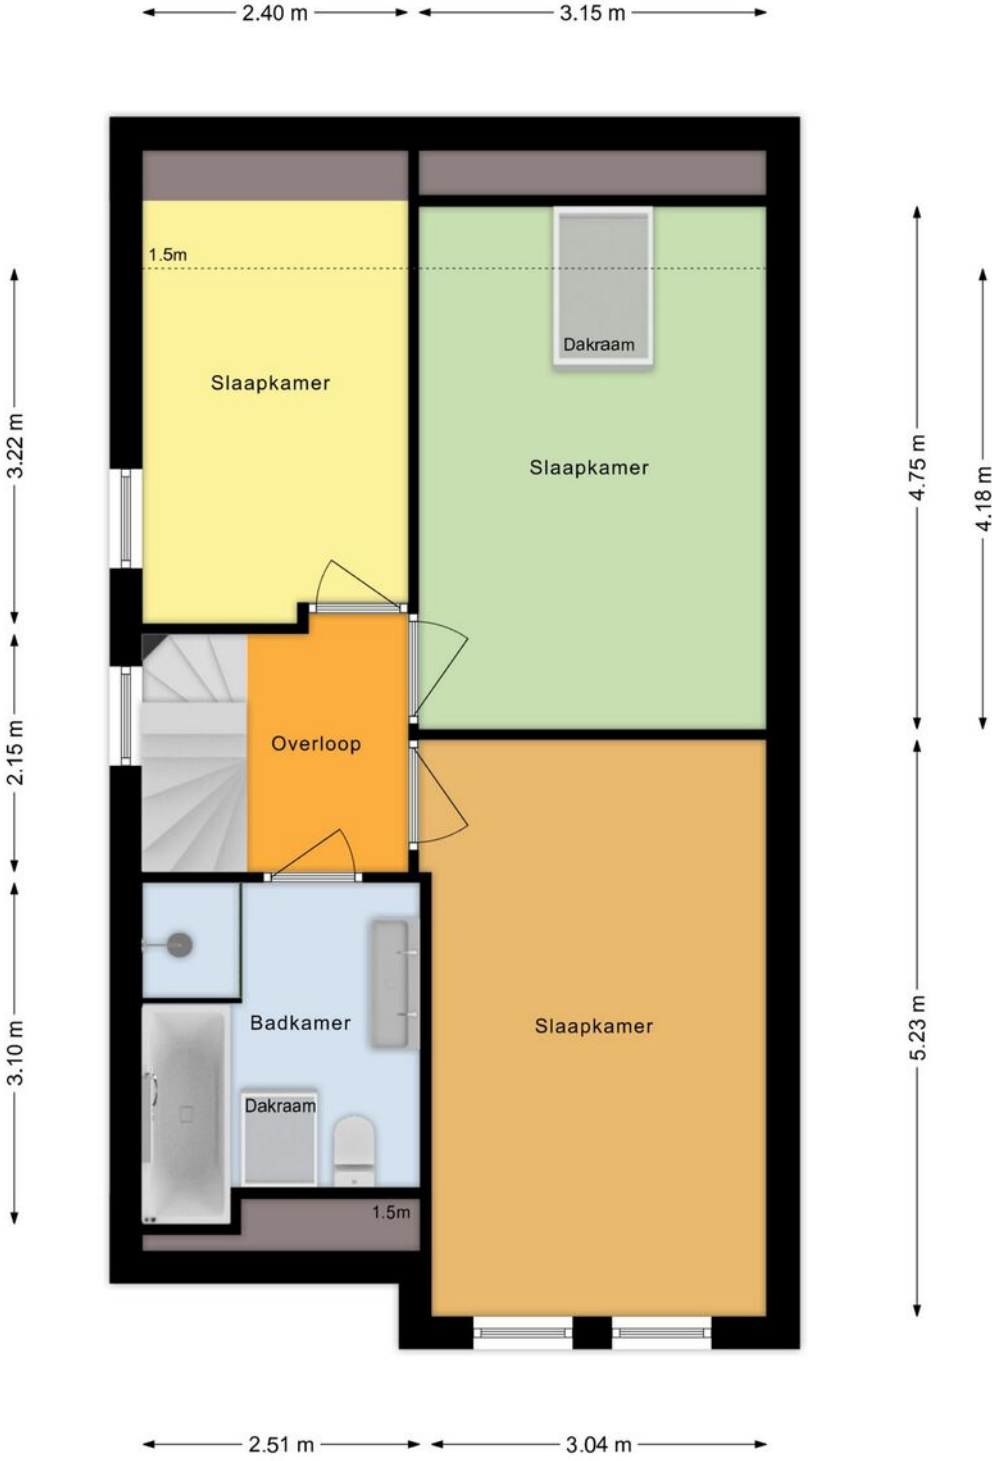 2.40 m
3.15 m
1.5m
Dakraam
Slaapkamer
Slaapkamer
3.22 m
4.75 m
4.18 m
Overloop
2.15 m
Badkamer
Slaapkamer
3.10 m
5.23 m
Dakraam
1.5m
2.51 m
3.04 m